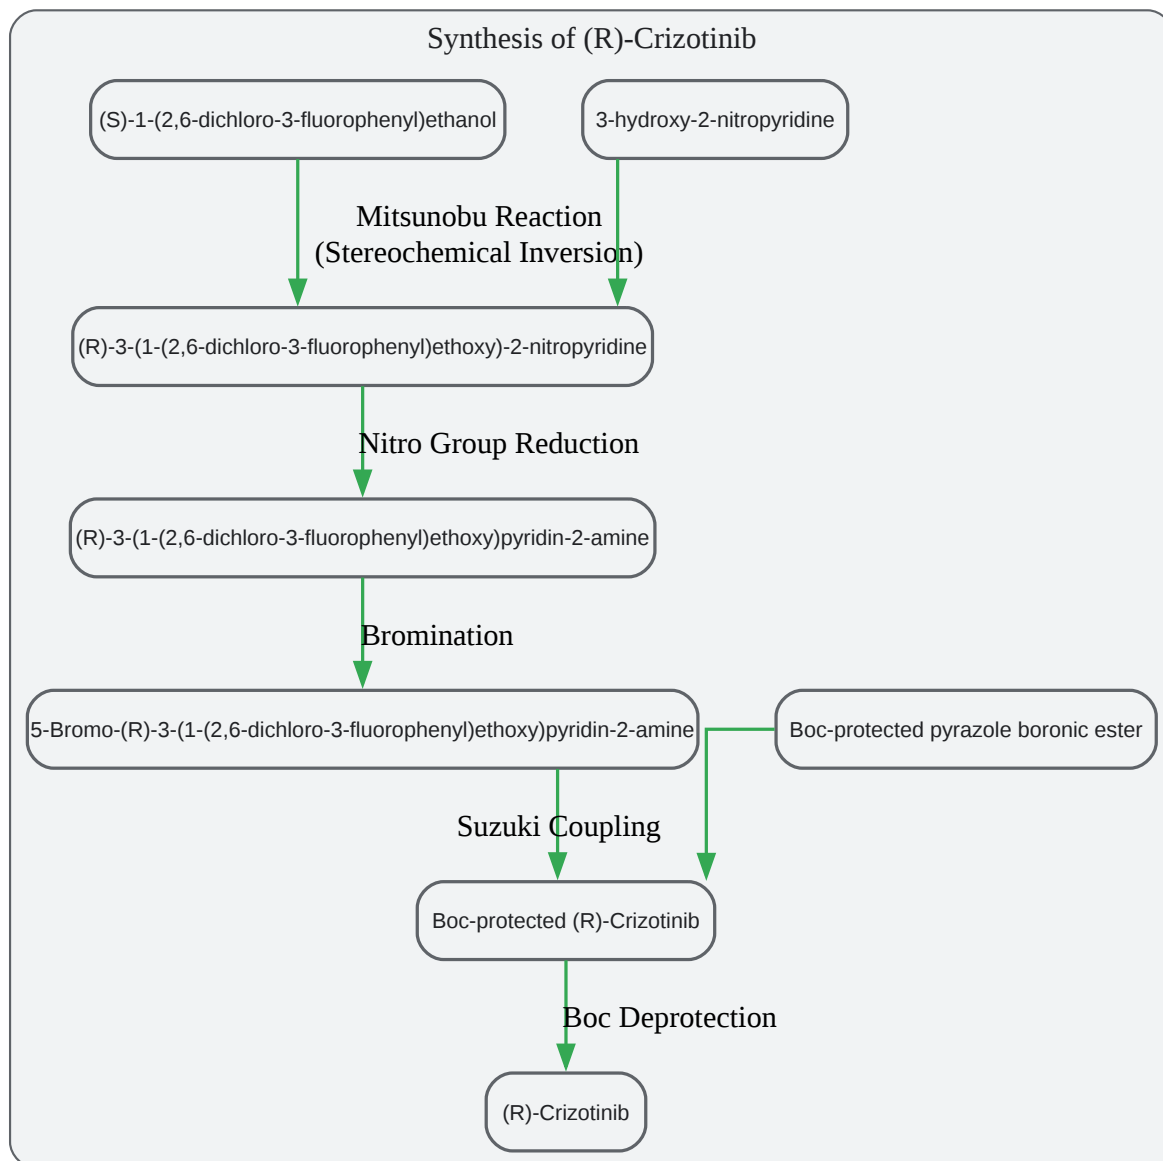 Synthesis of (R)-Crizotinib
(S)-1-(2,6-dichloro-3-fluorophenyl)ethanol
3-hydroxy-2-nitropyridine
Mitsunobu Reaction
(Stereochemical Inversion)
(R)-3-(1-(2,6-dichloro-3-fluorophenyl)ethoxy)-2-nitropyridine
Nitro Group Reduction
(R)-3-(1-(2,6-dichloro-3-fluorophenyl)ethoxy)pyridin-2-amine
Bromination
5-Bromo-(R)-3-(1-(2,6-dichloro-3-fluorophenyl)ethoxy)pyridin-2-amine
Boc-protected pyrazole boronic ester
Suzuki Coupling
Boc-protected (R)-Crizotinib
Boc Deprotection
(R)-Crizotinib